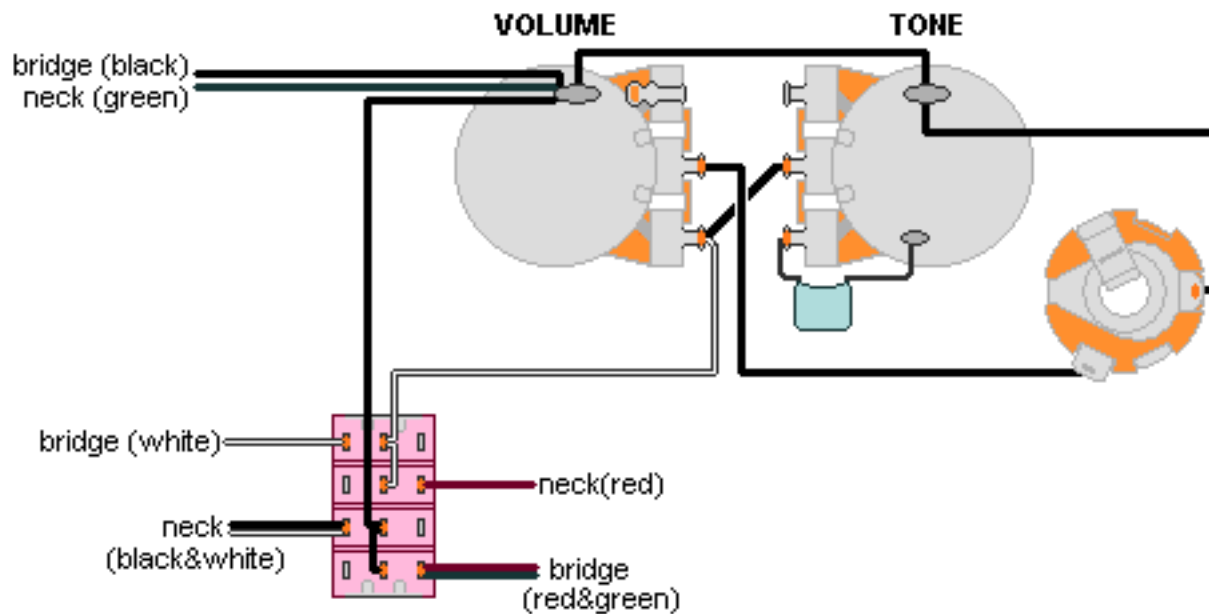 VOLUME
TONE
bridge (black)
neck (green)
bridge (white)
neck(red)
neck
(black&white)
bridge
(red&green)